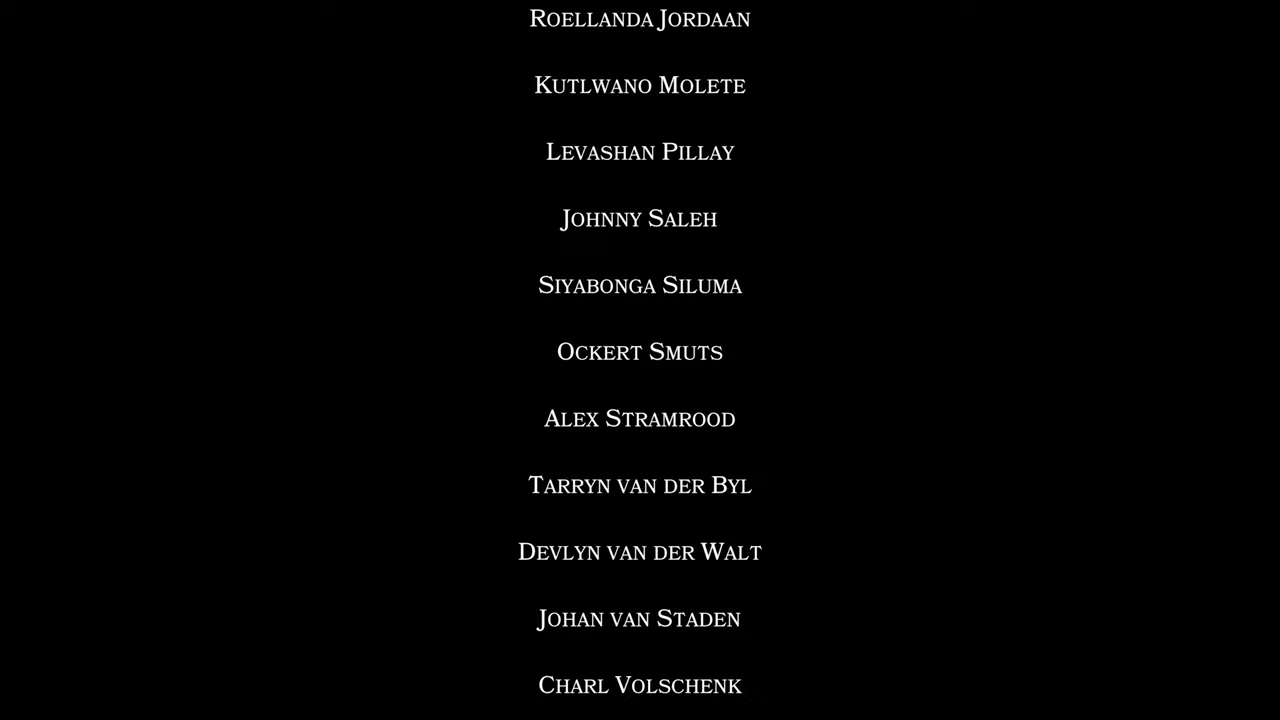 Roellanda Jordaan
Kutlwano Molete
Levashan Pillay
Johnny Saleh
Siyabonga Siluma
Ockert Smuts
Alex Stramrood
Tarryn van der Byl
Devlyn van der Walt
Johan van Staden
Charl Volschenk